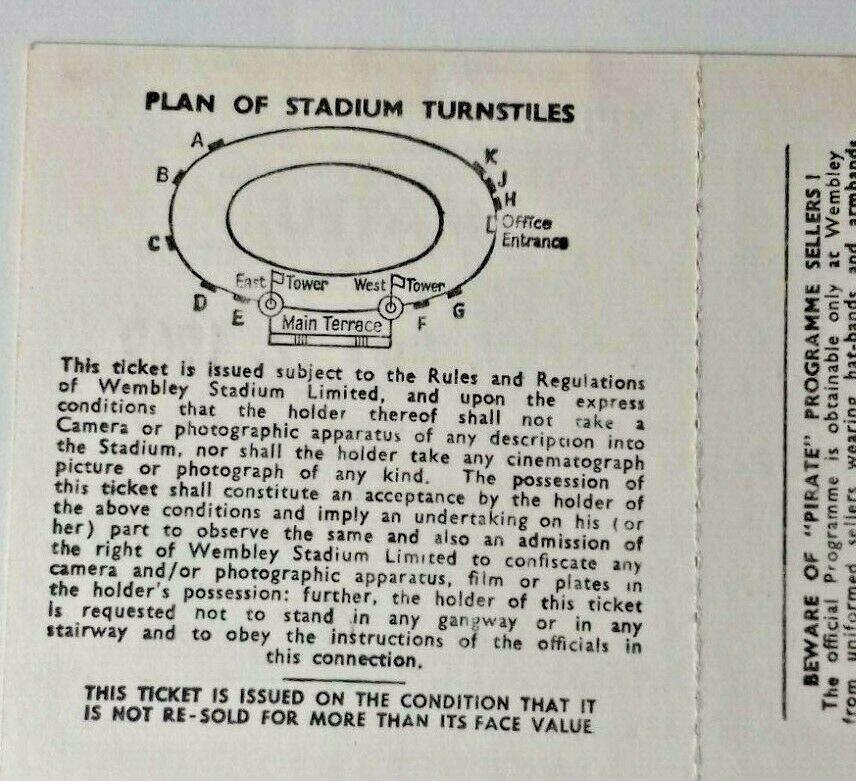 PLAN OF STADIUM TURNSTILES
A
B
C
D
E
K
J
H
Office
Entrance
East Tower
West Tower
F
G
Main Terrace
This ticket is issued subject to the Rules and Regulations
of Wembley Stadium Limited, and upon the express
conditions that the holder thereof shall not take a
Camera or photographic apparatus of any description into
the Stadium, nor shall the holder take any cinematograph
picture or photograph of any kind. The possession of
this ticket shall constitute an acceptance by the holder of
the above conditions and imply an undertaking on his (or
her) part to observe the same and also an admission of
the right of Wembley Stadium Limited to confiscate any
camera and/or photographic apparatus, film or plates in
the holder's possession: further, the holder of this ticket
is requested not to stand in any gangway or in any
stairway and to obey the instructions of the officials in
this connection.
THIS TICKET IS ISSUED ON THE CONDITION THAT IT
IS NOT RE-SOLD FOR MORE THAN ITS FACE VALUE
BEWARE OF "PIRATE" PROGRAMME SELLERS !
The official Programme is obtainable only at Wembley
from uniformed sellers wearing hat-bands and armbands